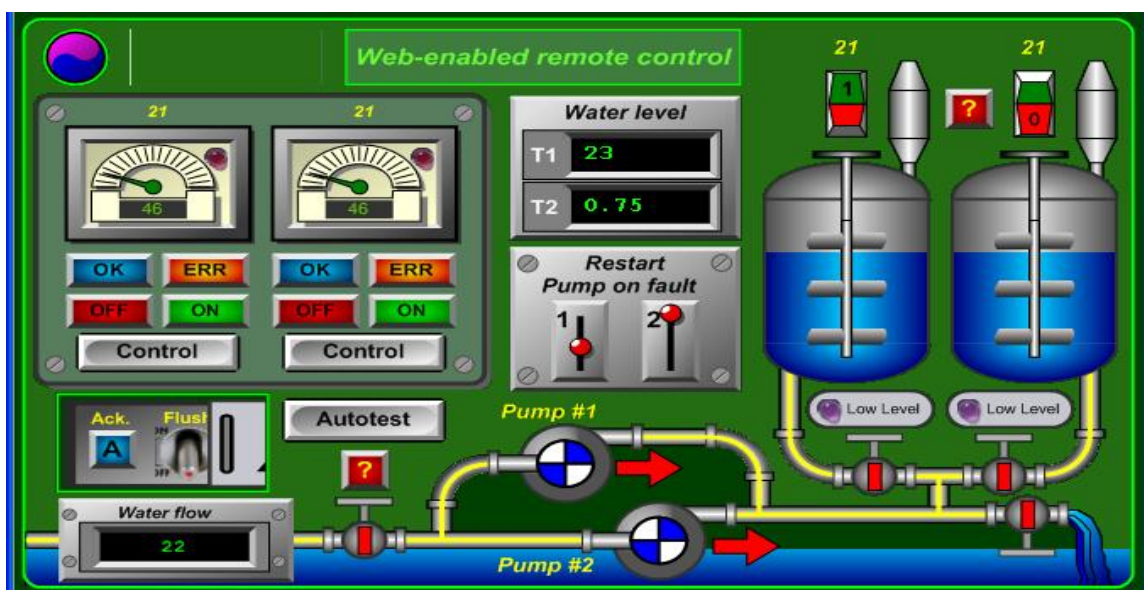 Web-enabled remote control
21
21
1
?
0
21
21
46
46
Water level
T1 23
T2 0.75
OK ERR
OFF ON
Control
OK ERR
OFF ON
Control
Restart
Pump on fault
1
2
Low Level
Low Level
Ack.
A
Flush
ON
OFF
Autotest
?
Pump #1
Water flow
22
Pump #2